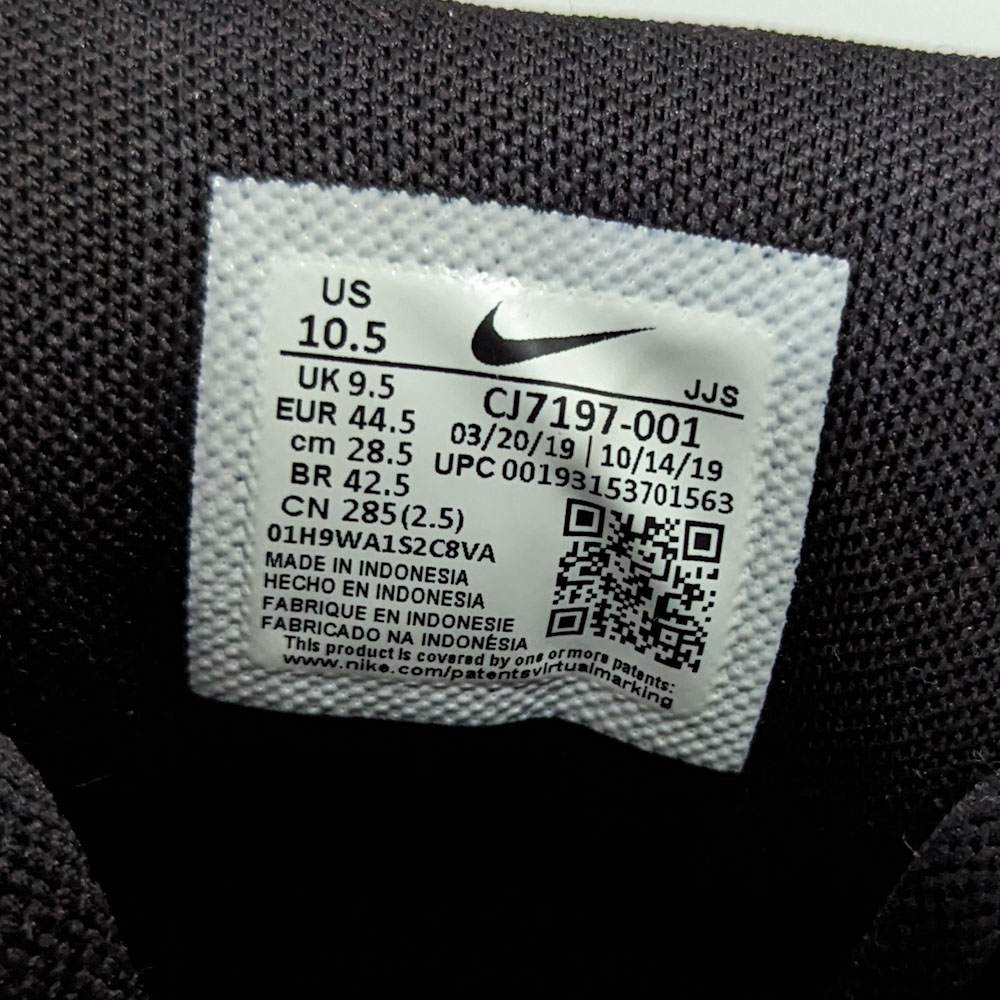 US
10.5
UK 9.5
EUR 44.5
cm 28.5
BR 42.5
CN 285(2.5)
JJS
CJ7197-001
03/20/19 | 10/14/19
UPC 00193153701563
01H9WA1S2C8VA
MADE IN INDONESIA
HECHO EN INDONESIA
FABRIQUE EN INDONESIE
FABRICADO NA INDONÉSIA
This product is covered by one or more patents:
www.nike.com/patentsvirtualmarking